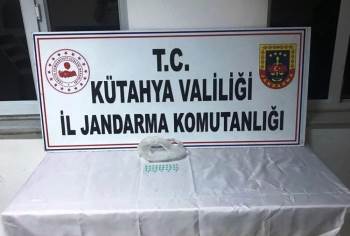 T.C.
KÜTAHYA VALİLİĞİ
İL JANDARMA KOMUTANLIĞI